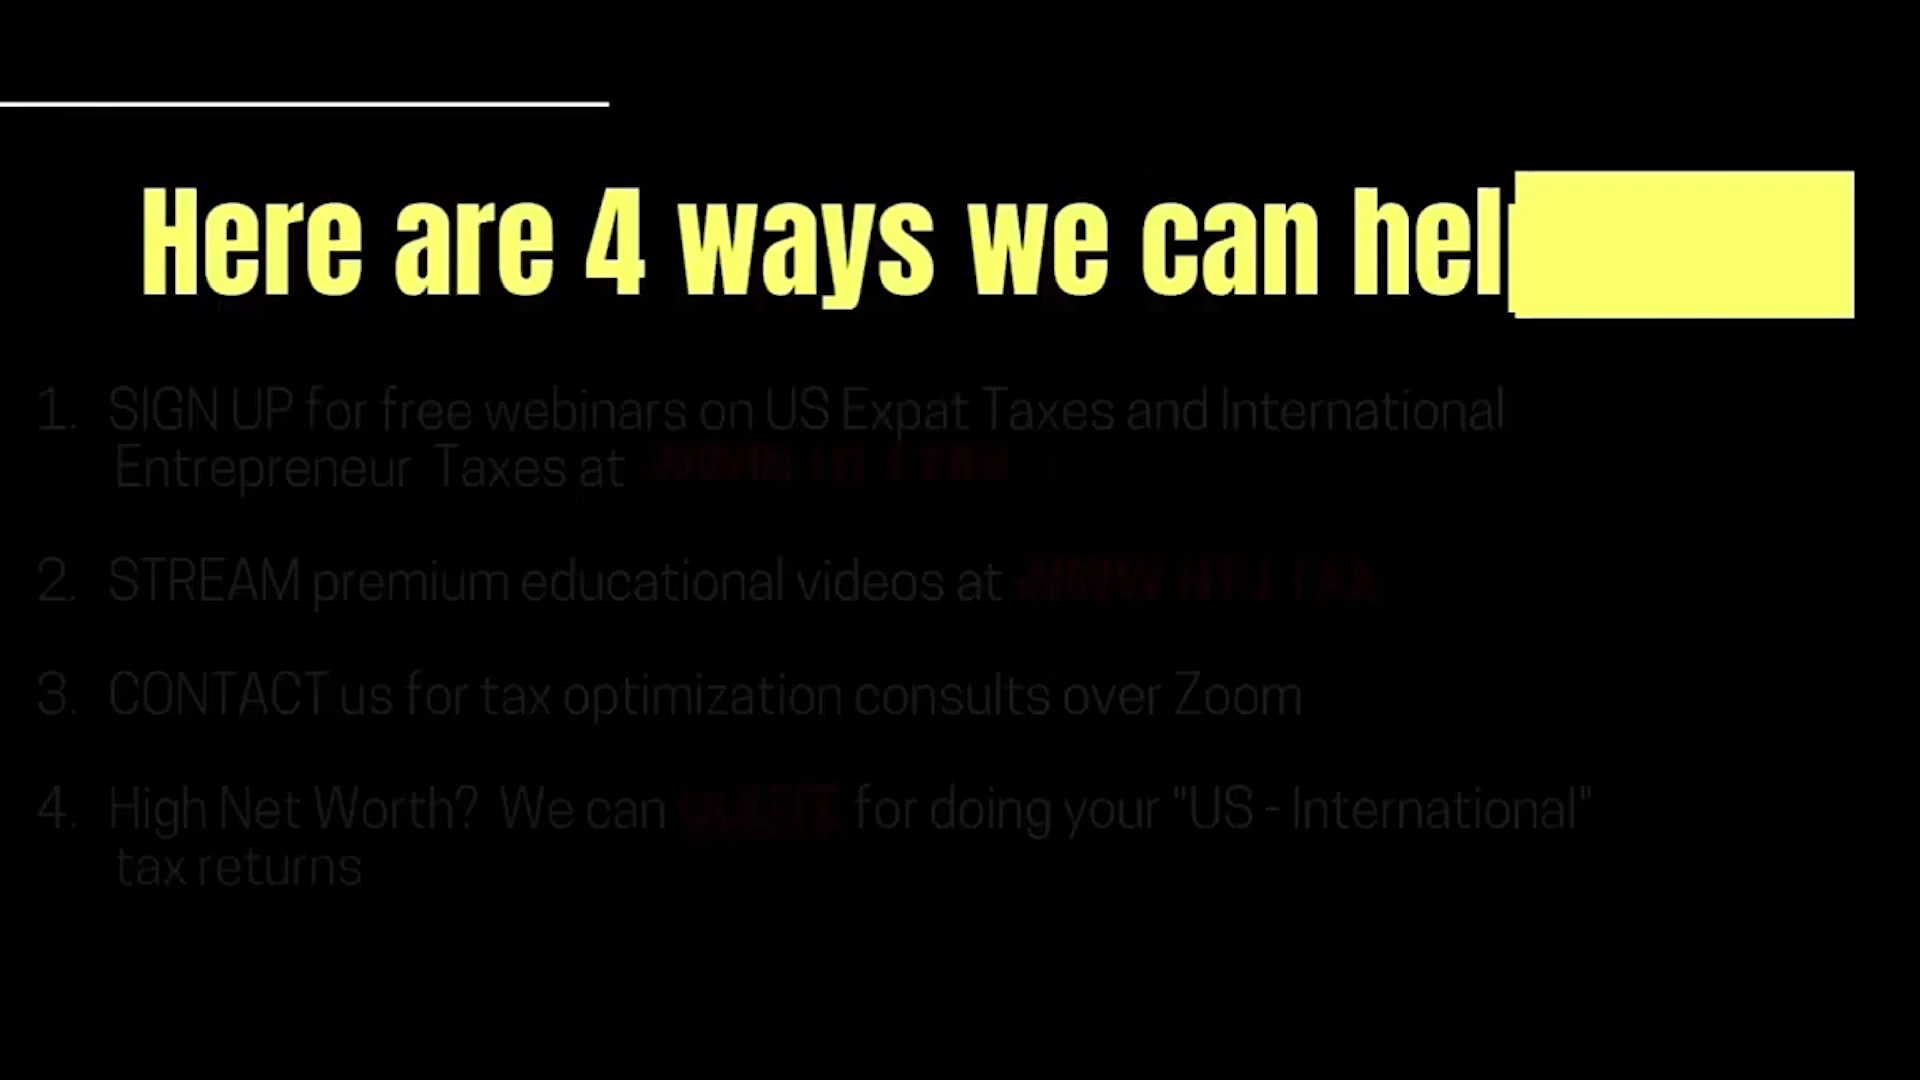 Here are 4 ways we can help
1. SIGN UP for free webinars on US Expat Taxes and International
Entrepreneur Taxes at
2. STREAM premium educational videos at
3. CONTACT us for tax optimization consults over Zoom
4. High Net Worth? We can for doing your "US - International"
tax returns